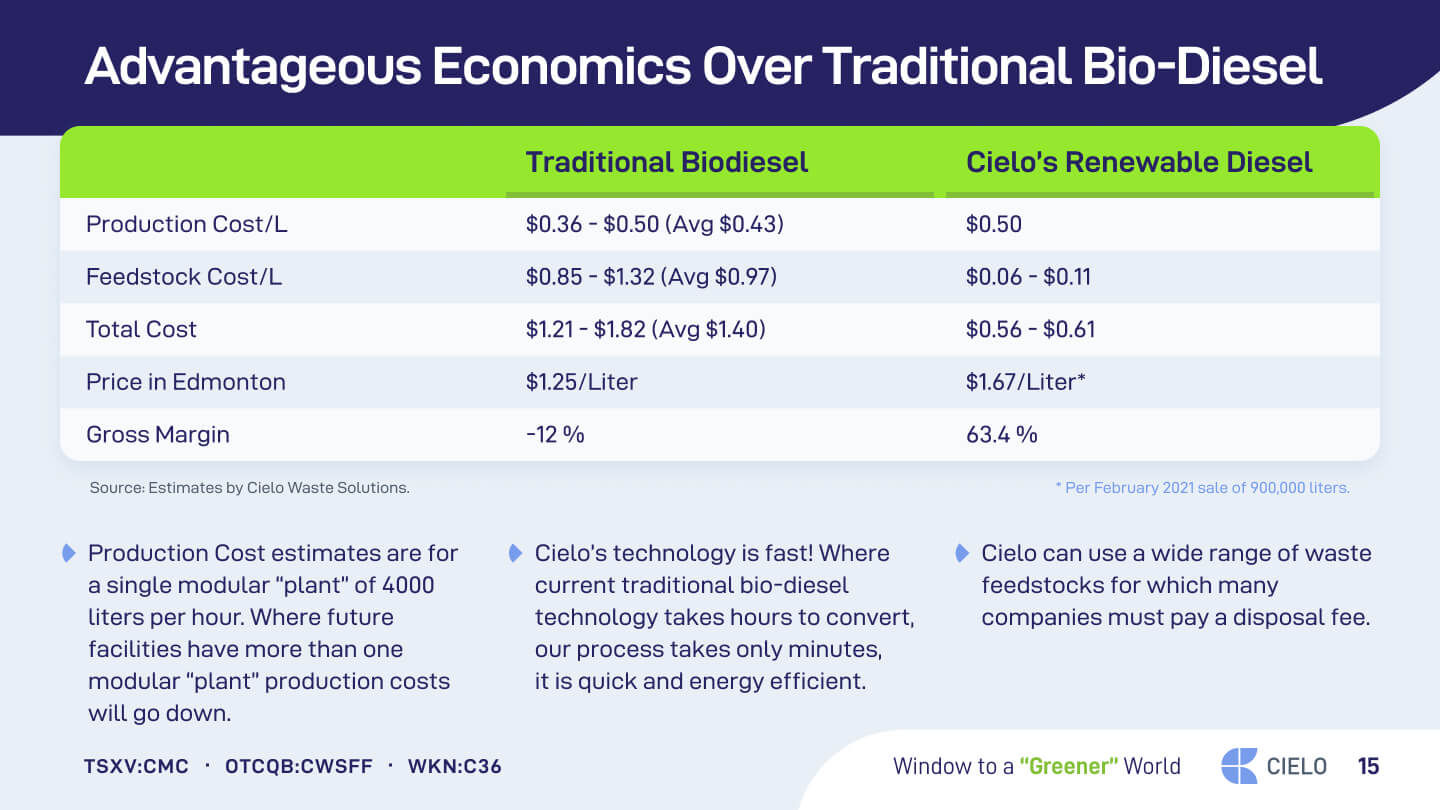 Advantageous Economics Over Traditional Bio-Diesel
Traditional Biodiesel Cielo's Renewable Diesel
Production Cost/L $0.36 - $0.50 (Avg $0.43) $0.50
Feedstock Cost/L $0.85 - $1.32 (Avg $0.97) $0.06 - $0.11
Total Cost $1.21 - $1.82 (Avg $1.40) $0.56 - $0.61
Price in Edmonton $1.25/Liter $1.67/Liter*
Gross Margin -12 % 63.4 %
Source: Estimates by Cielo Waste Solutions.
* Per February 2021 sale of 900,000 liters.
Production Cost estimates are for
a single modular "plant" of 4000
liters per hour. Where future
facilities have more than one
modular "plant" production costs
will go down.
Cielo's technology is fast! Where
current traditional bio-diesel
technology takes hours to convert,
our process takes only minutes,
it is quick and energy efficient.
Cielo can use a wide range of waste
feedstocks for which many
companies must pay a disposal fee.
TSXV:CMC · OTCQB:CWSFF · WKN:C36
Window to a "Greener" World
CIELO
15